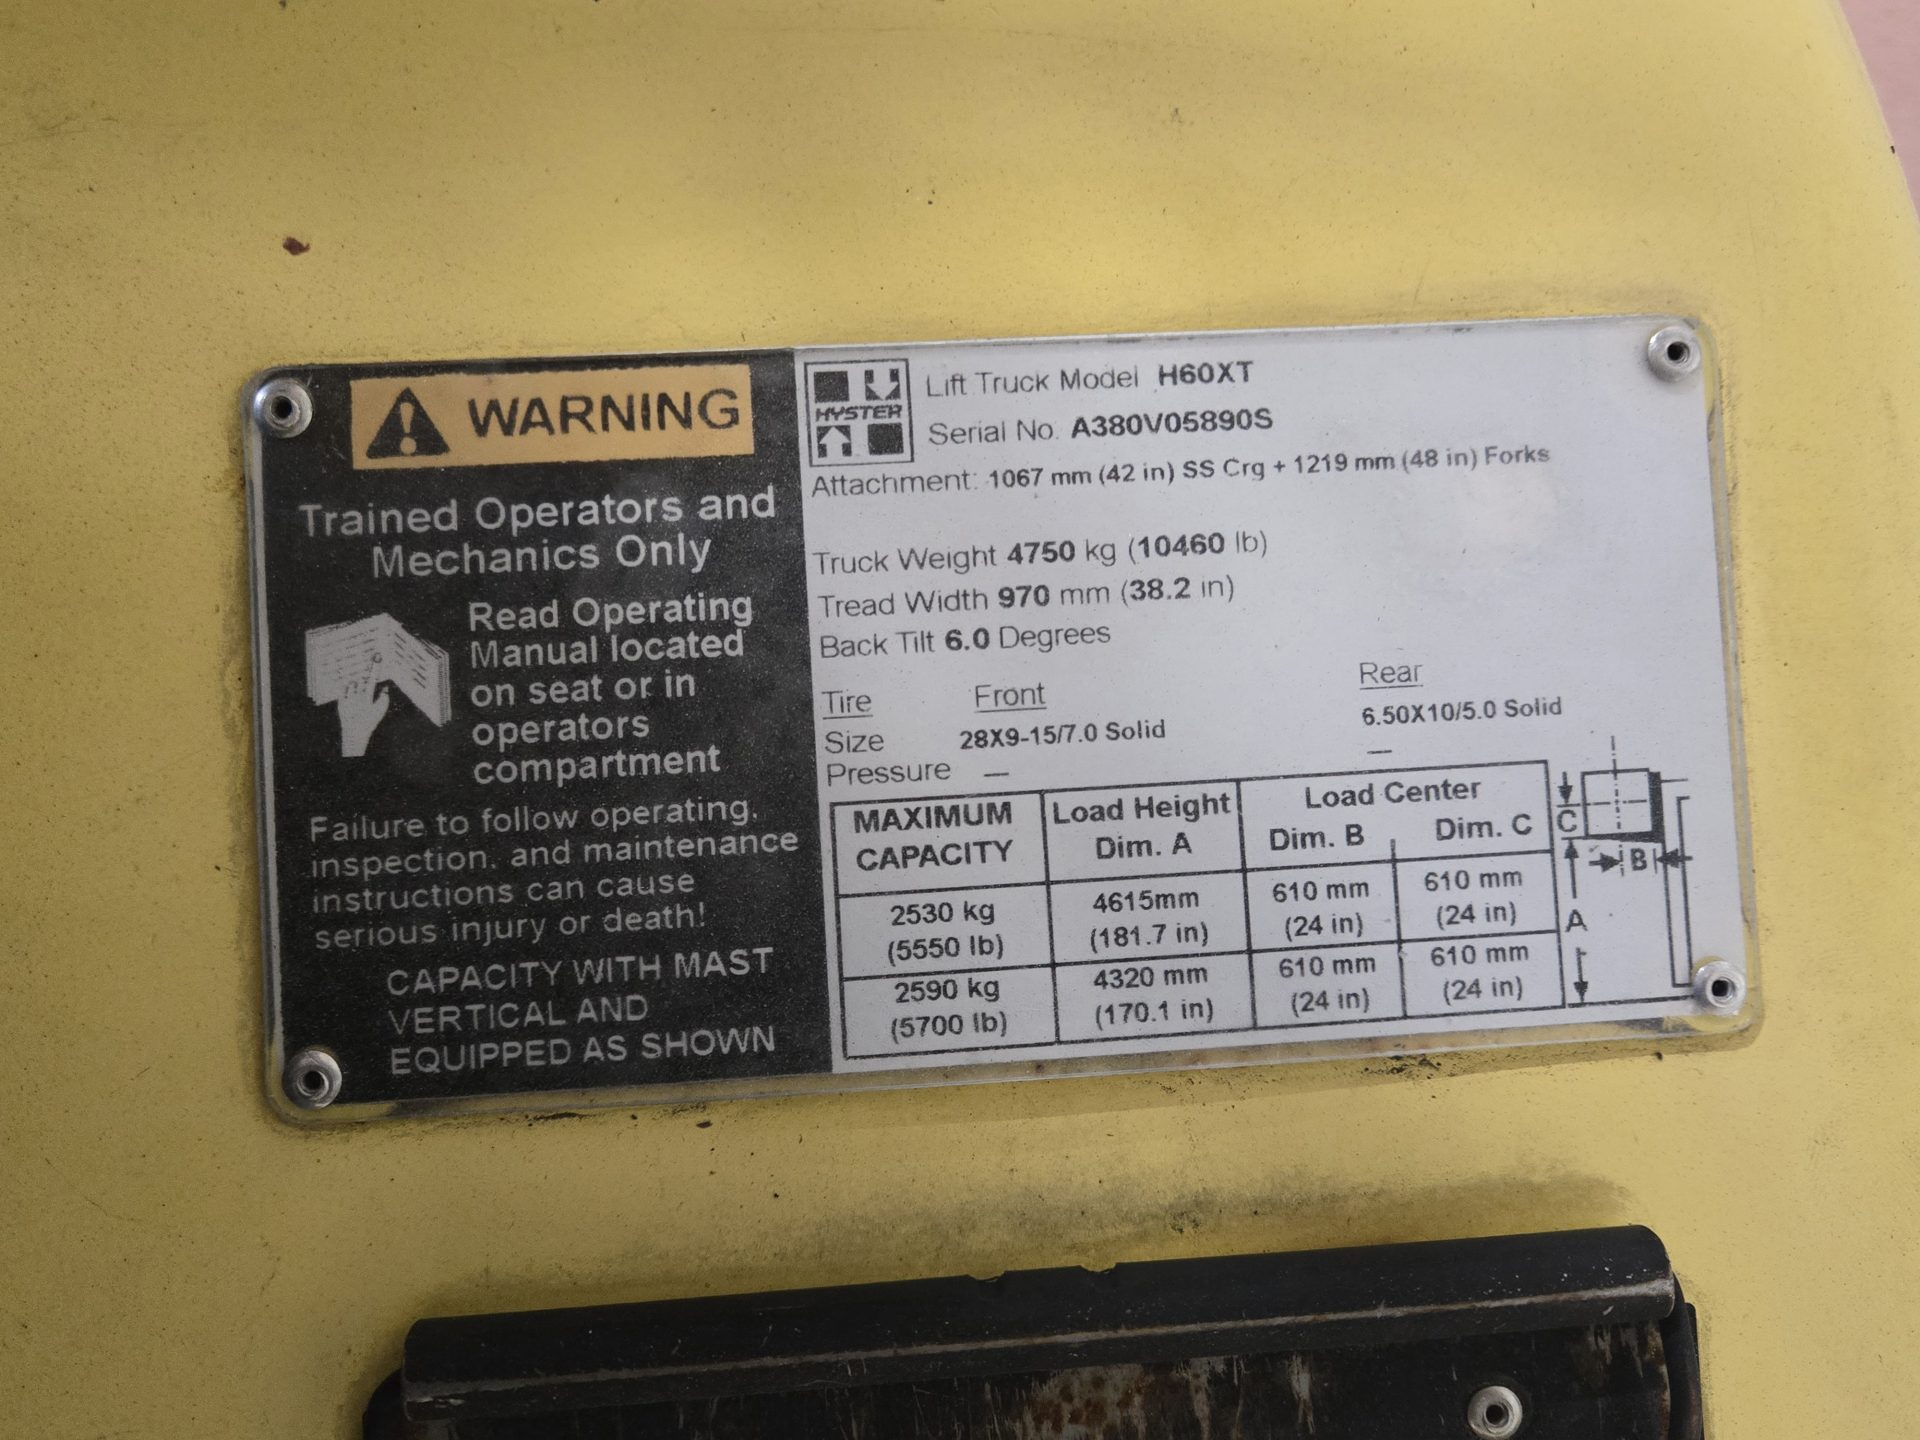 WARNING
Trained Operators and
Mechanics Only
Read Operating
Manual located
on seat or in
operators
compartment
Failure to follow operating,
inspection, and maintenance
instructions can cause
serious injury or death!
CAPACITY WITH MAST
VERTICAL AND
EQUIPPED AS SHOWN
HYSTER
Lift Truck Model H60XT
Serial No. A380V05890S
Attachment: 1067 mm (42 in) SS Crg + 1219 mm (48 in) Forks
Truck Weight 4750 kg (10460 lb)
Tread Width 970 mm (38.2 in)
Back Tilt 6.0 Degrees
Tire Front Rear
Size 28X9-15/7.0 Solid 6.50X10/5.0 Solid
Pressure — —
MAXIMUM CAPACITY Load Height Dim. A Load Center Dim. B Dim. C
2530 kg (5550 lb) 4615mm (181.7 in) 610 mm (24 in) 610 mm (24 in)
2590 kg (5700 lb) 4320 mm (170.1 in) 610 mm (24 in) 610 mm (24 in)
C
B
A